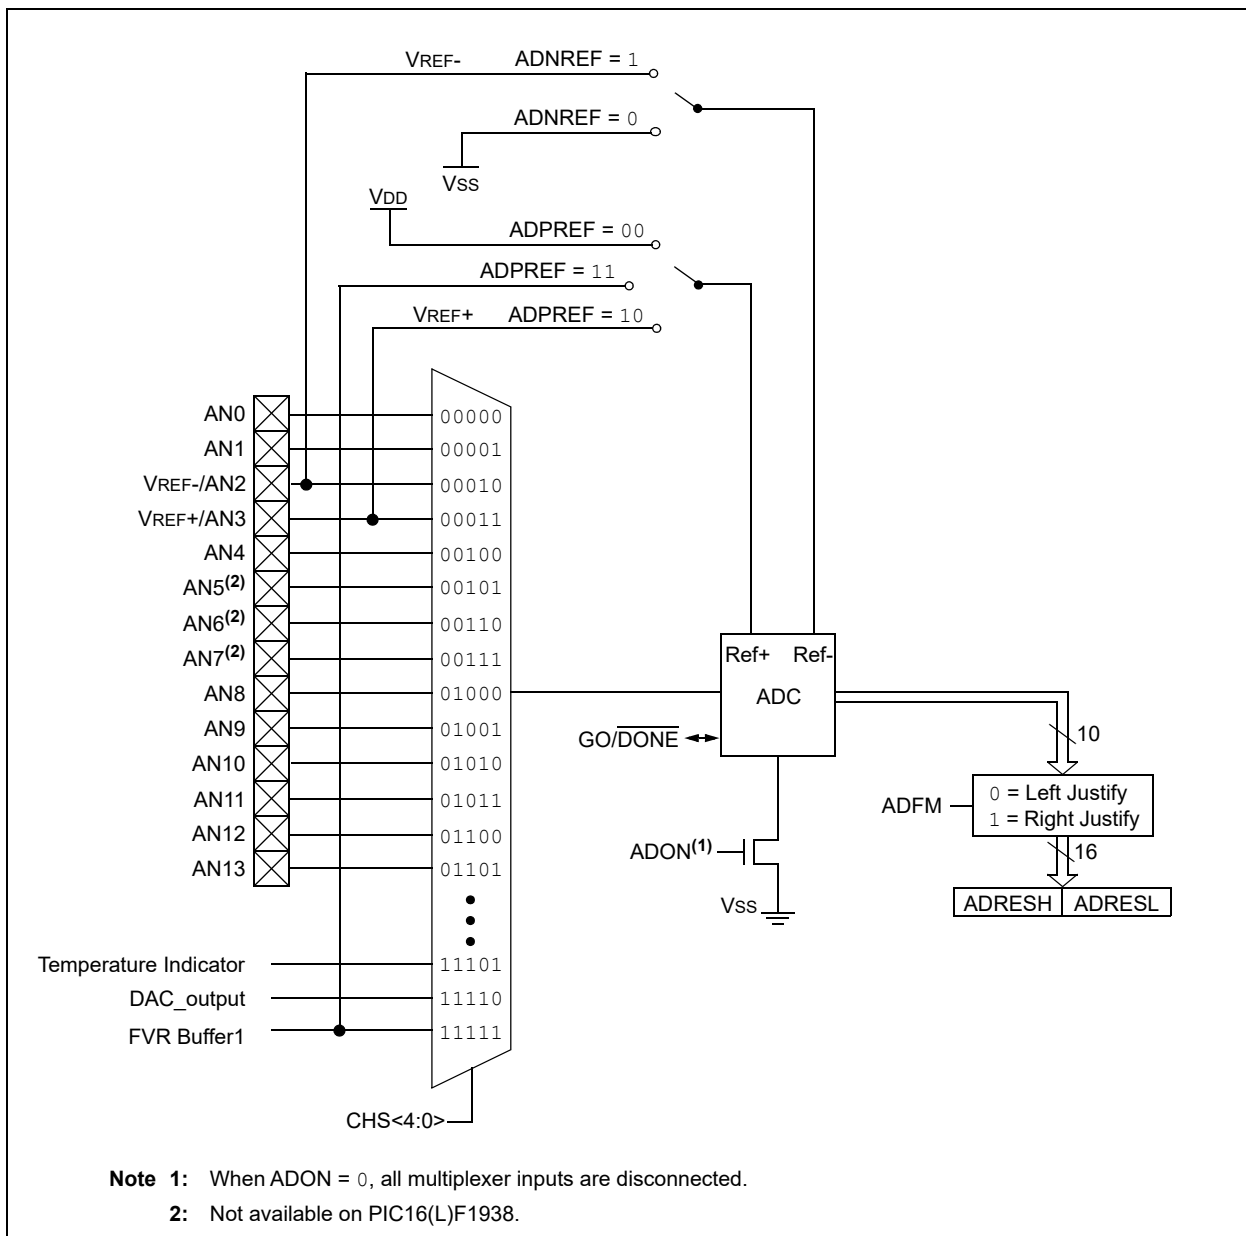 VREF- ADNREF = 1
ADNREF = 0
VSS
VDD
ADPREF = 00
ADPREF = 11
VREF+ ADPREF = 10
AN0 00000
AN1 00001
VREF-/AN2 00010
VREF+/AN3 00011
AN4 00100
AN5(2) 00101
AN6(2) 00110
AN7(2) 00111
AN8 01000
AN9 01001
AN10 01010
AN11 01011
AN12 01100
AN13 01101
Temperature Indicator 11101
DAC_output 11110
FVR Buffer1 11111
CHS<4:0>
Ref+ Ref-
ADC
GO/DONE
ADON(1)
VSS
10
ADFM
0 = Left Justify
1 = Right Justify
16
ADRESH ADRESL
Note 1: When ADON = 0, all multiplexer inputs are disconnected.
2: Not available on PIC16(L)F1938.